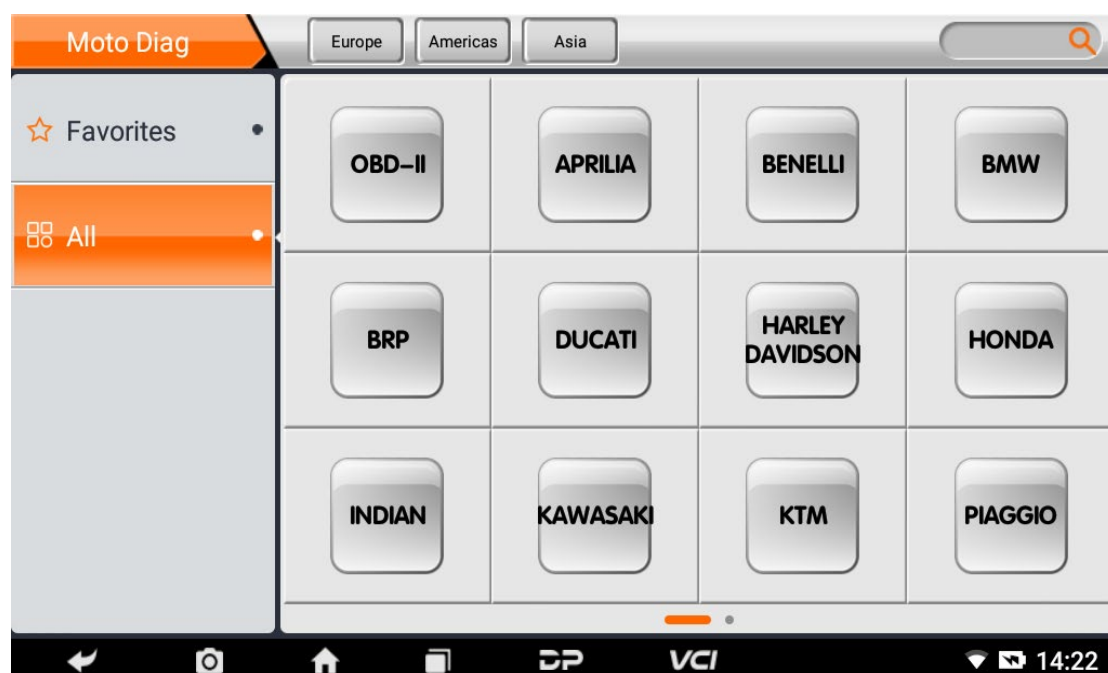 Moto Diag
Europe
Americas
Asia
Favorites
All
OBD-II
APRILIA
BENELLI
BMW
BRP
DUCATI
HARLEY
DAVIDSON
HONDA
INDIAN
KAWASAKI
KTM
PIAGGIO
DP
VCI
14:22